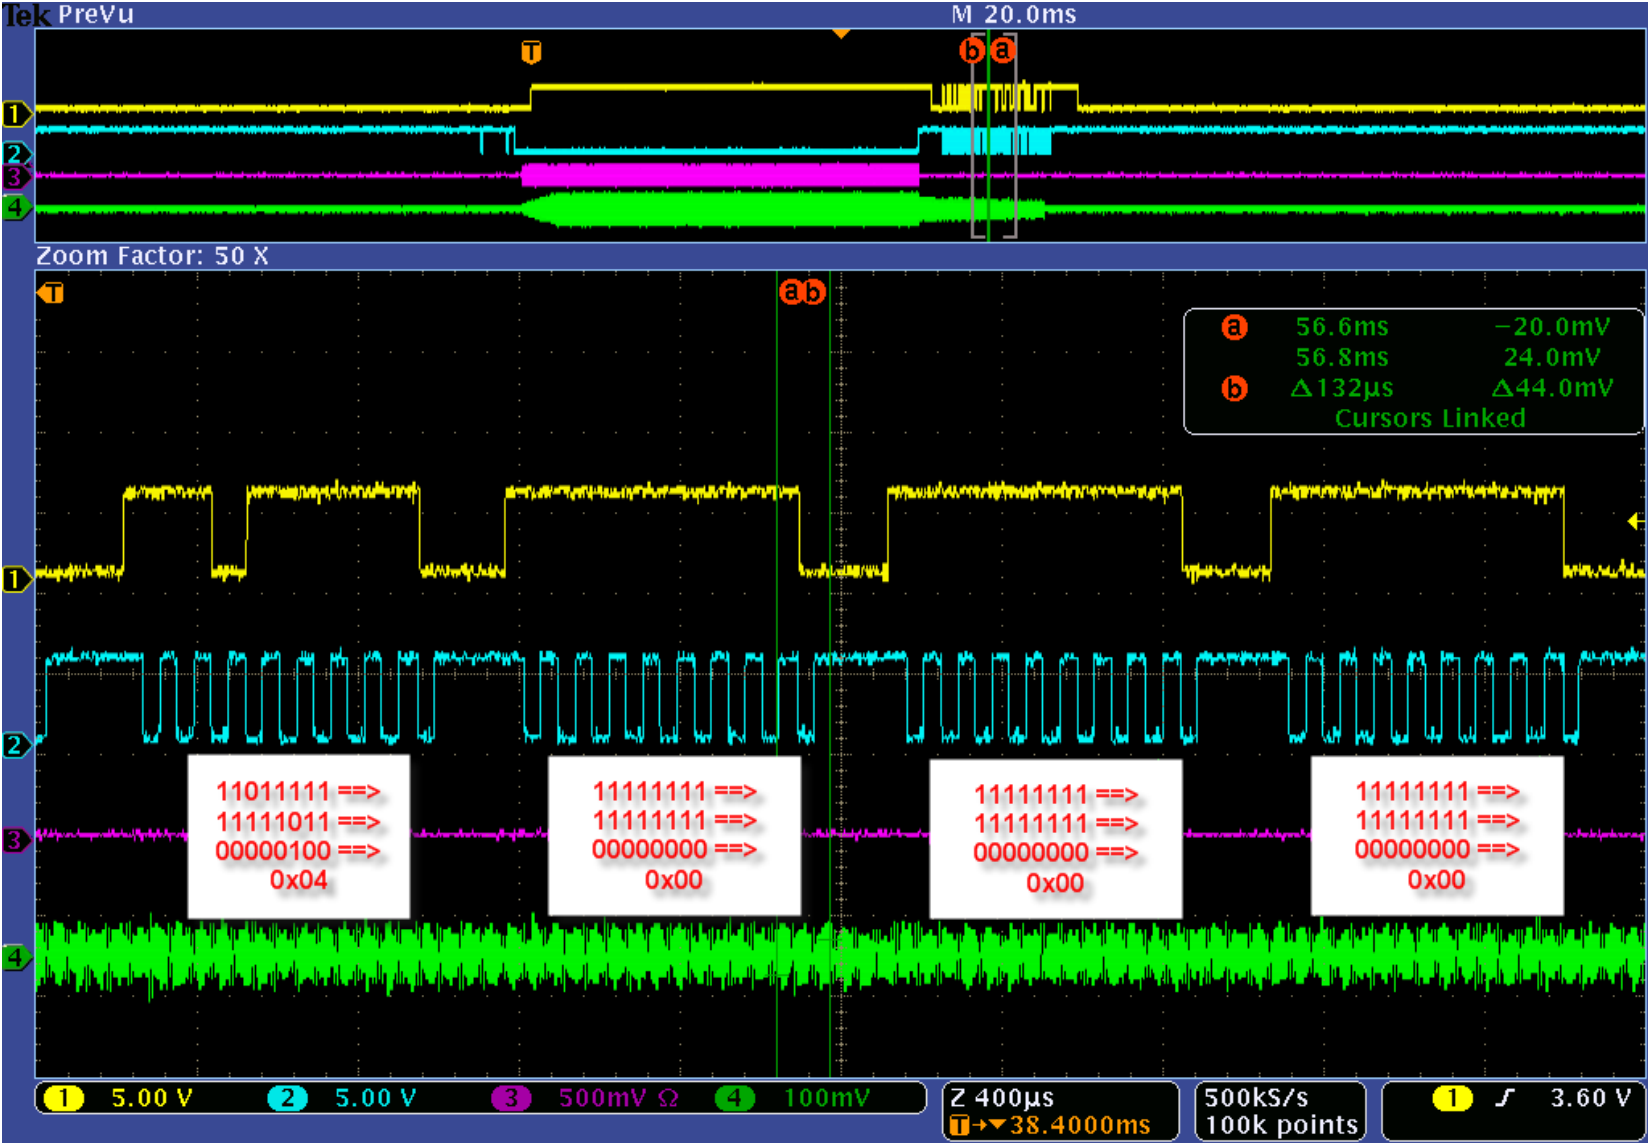 Tek PreVu M 20.0ms
T b a
1
2
3
4
Zoom Factor: 50 X
T a b
a 56.6ms −20.0mV
56.8ms 24.0mV
b Δ132µs Δ44.0mV
Cursors Linked
1
2
11011111 ==> 11111111 ==> 11111111 ==> 11111111 ==>
11111011 ==> 11111111 ==> 11111111 ==> 11111111 ==>
00000100 ==> 00000000 ==> 00000000 ==> 00000000 ==>
0x04 0x00 0x00 0x00
3
4
1 5.00 V 2 5.00 V 3 500mV Ω 4 100mV Z 400µs 500kS/s 1 3.60 V
T→▼38.4000ms 100k points